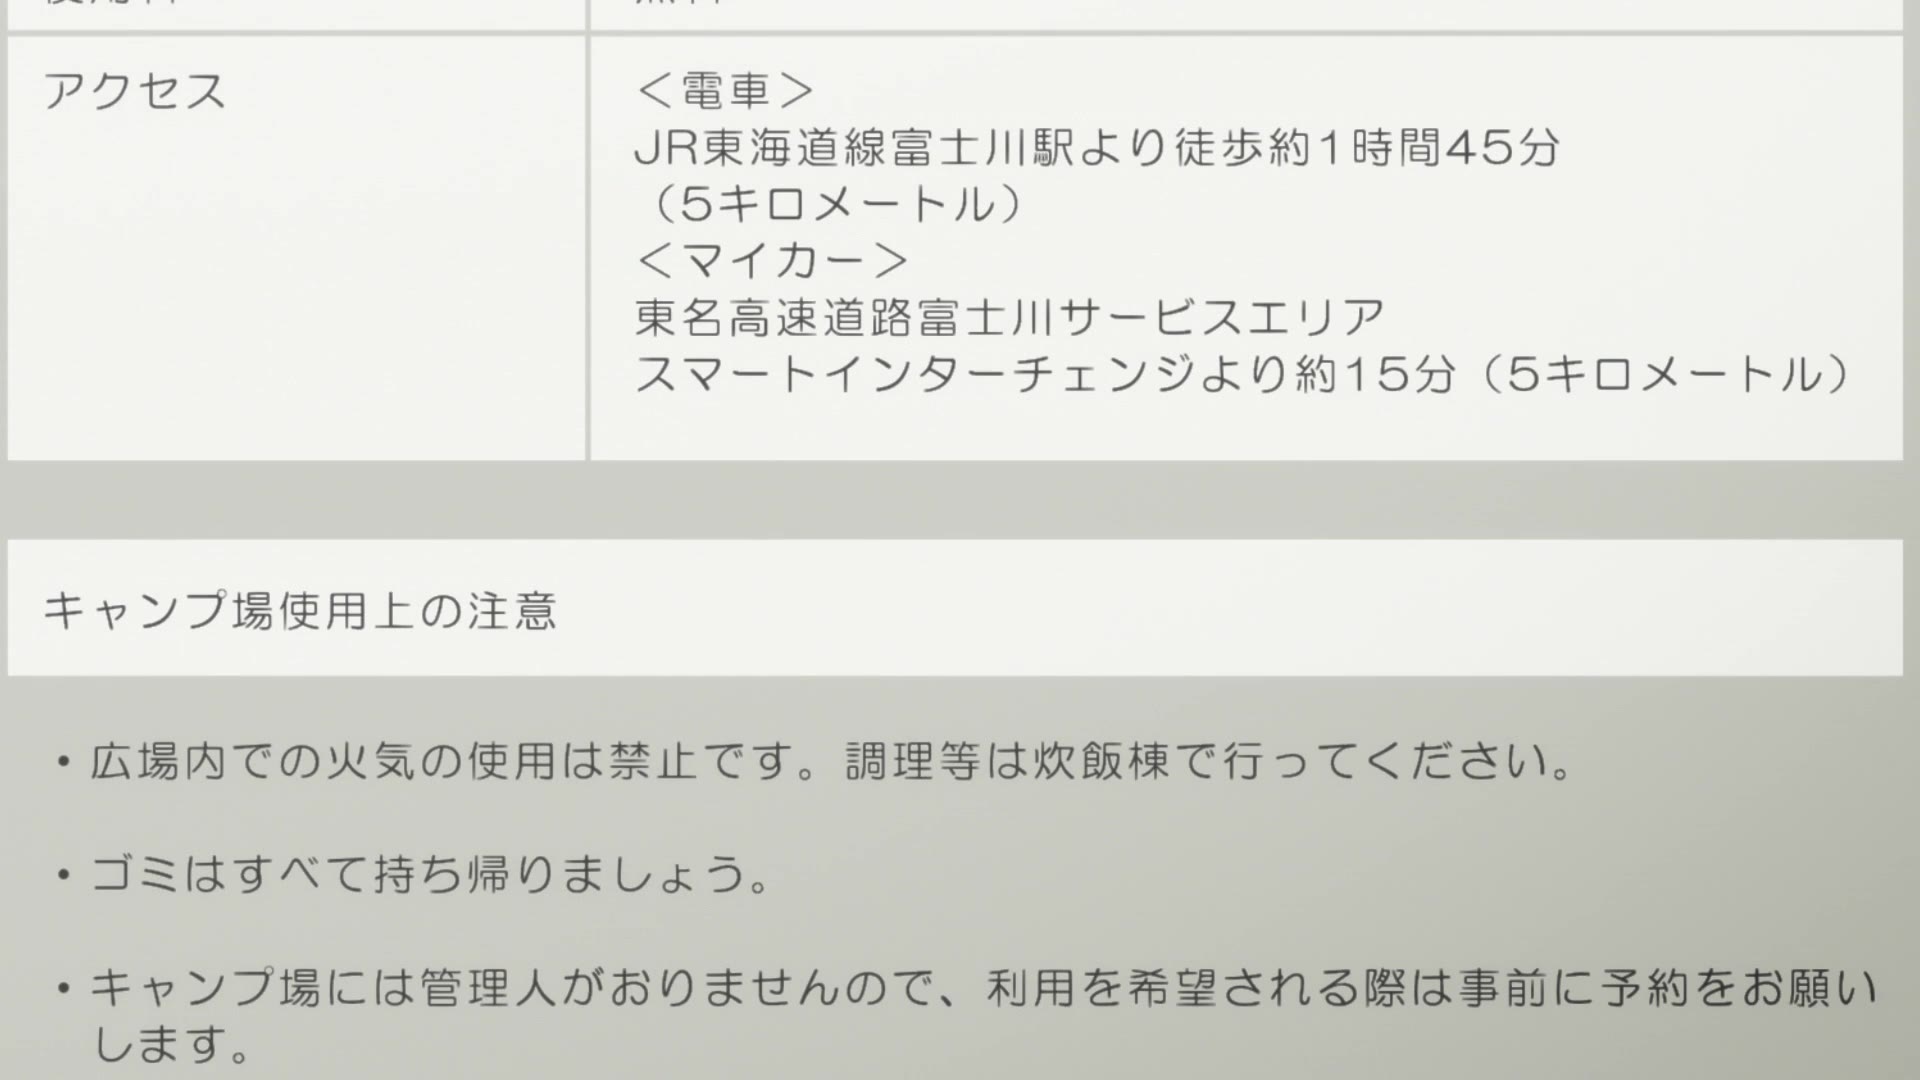 アクセス
＜電車＞
JR東海道線富士川駅より徒歩約1時間45分
（5キロメートル）
＜マイカー＞
東名高速道路富士川サービスエリア
スマートインターチェンジより約15分（5キロメートル）
キャンプ場使用上の注意
・広場内での火気の使用は禁止です。調理等は炊飯棟で行ってください。
・ゴミはすべて持ち帰りましょう。
・キャンプ場には管理人がおりませんので、利用を希望される際は事前に予約をお願い
します。